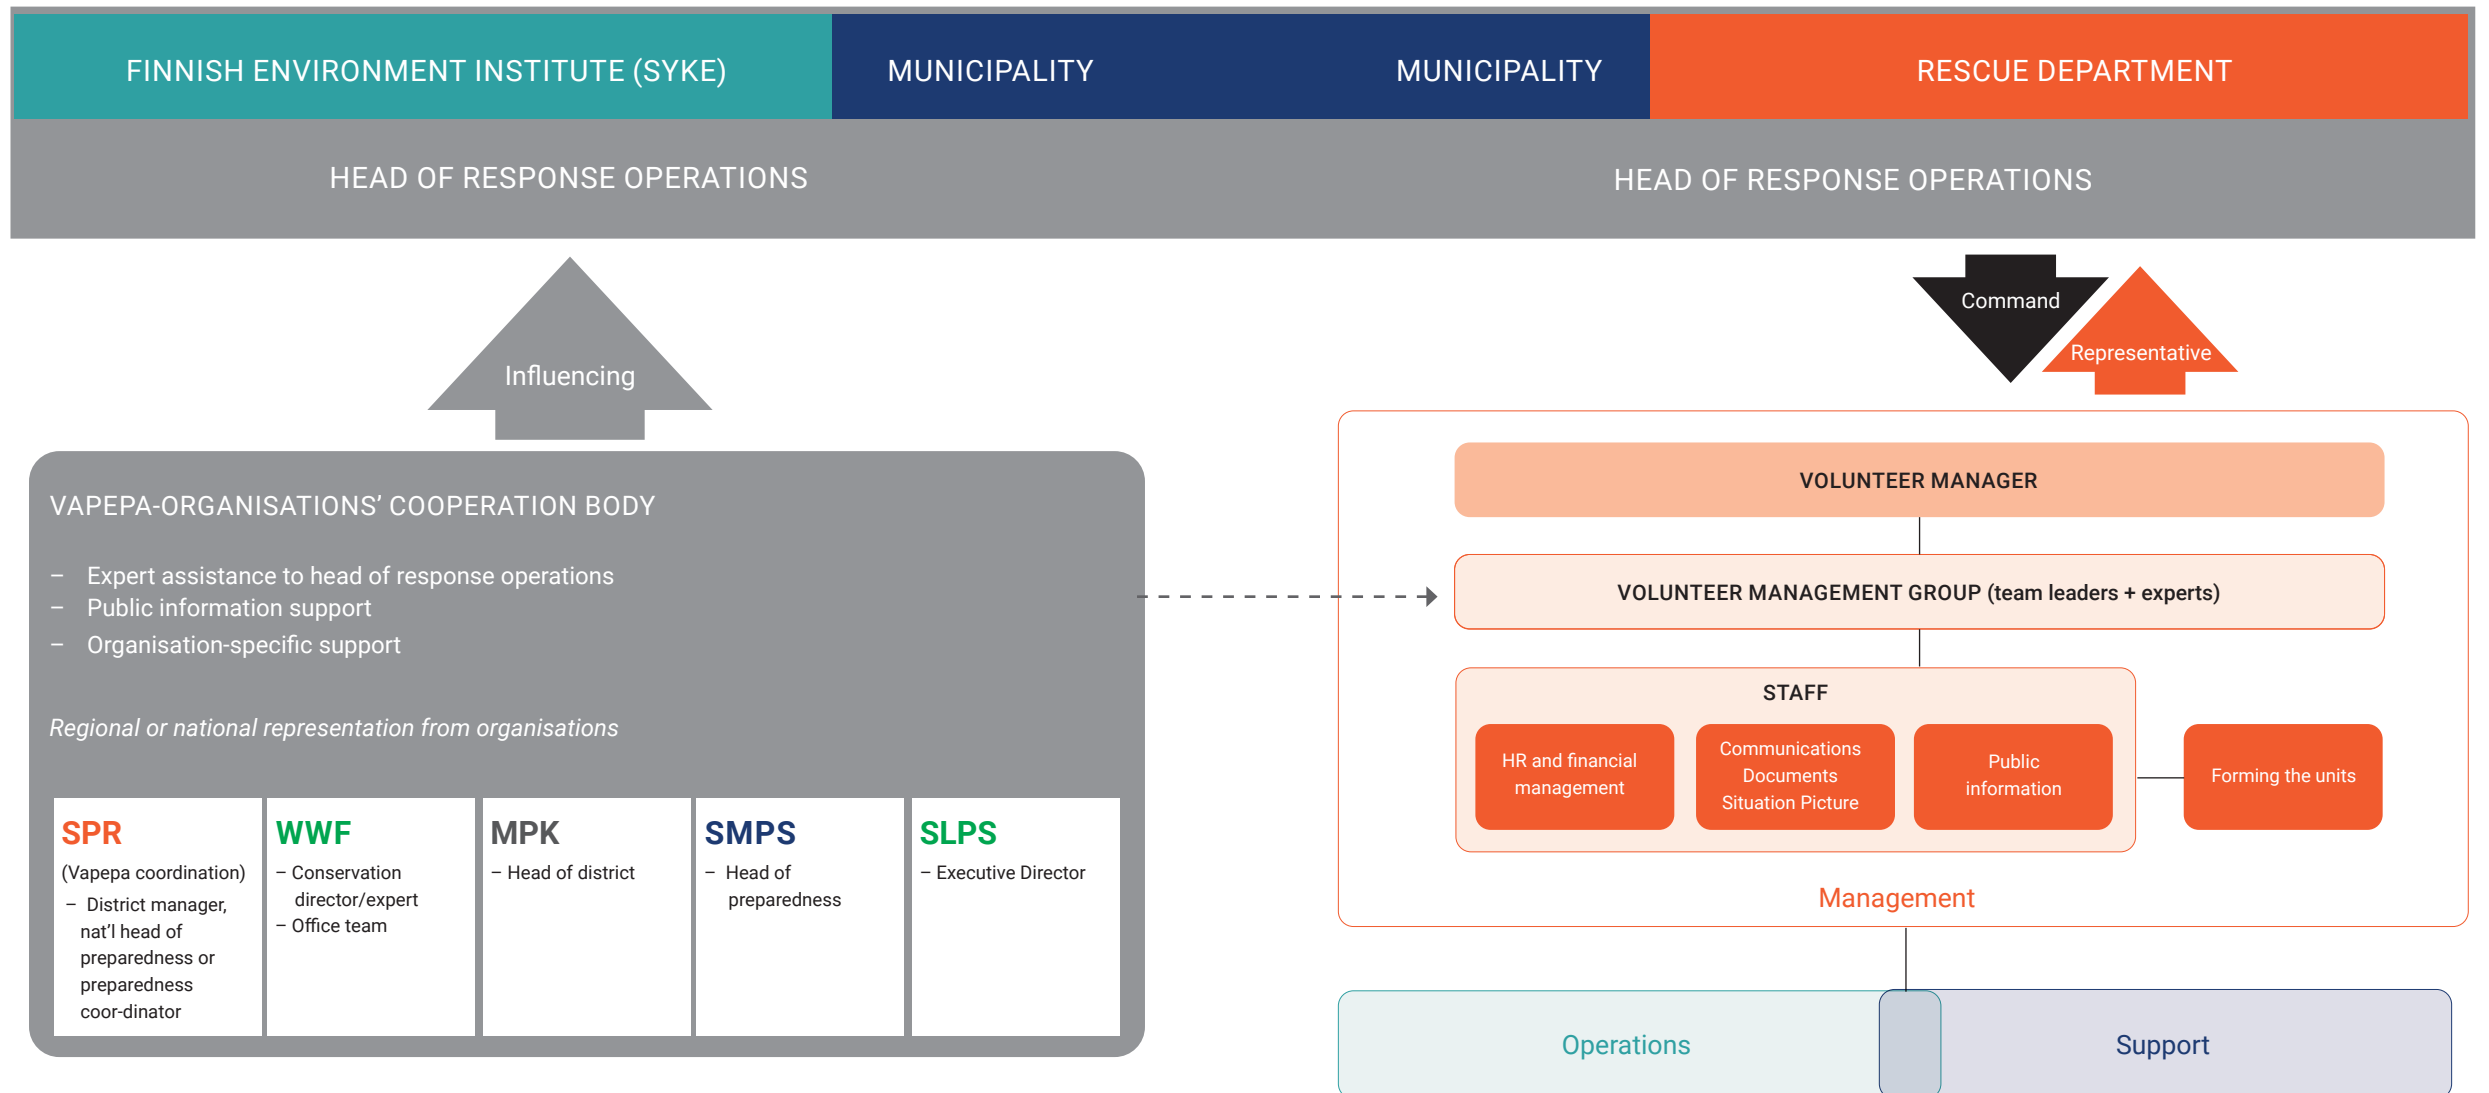 FINNISH ENVIRONMENT INSTITUTE (SYKE)
MUNICIPALITY
MUNICIPALITY
RESCUE DEPARTMENT
HEAD OF RESPONSE OPERATIONS
HEAD OF RESPONSE OPERATIONS
Influencing
Command
Representative
VAPEPA-ORGANISATIONS’ COOPERATION BODY
– Expert assistance to head of response operations
– Public information support
– Organisation-specific support
Regional or national representation from organisations
SPR
(Vapepa coordination)
– District manager,
nat’l head of
preparedness or
preparedness
coor-dinator
WWF
– Conservation
director/expert
– Office team
MPK
– Head of district
SMPS
– Head of
preparedness
SLPS
– Executive Director
VOLUNTEER MANAGER
VOLUNTEER MANAGEMENT GROUP (team leaders + experts)
STAFF
HR and financial
management
Communications
Documents
Situation Picture
Public
information
Forming the units
Management
Operations
Support